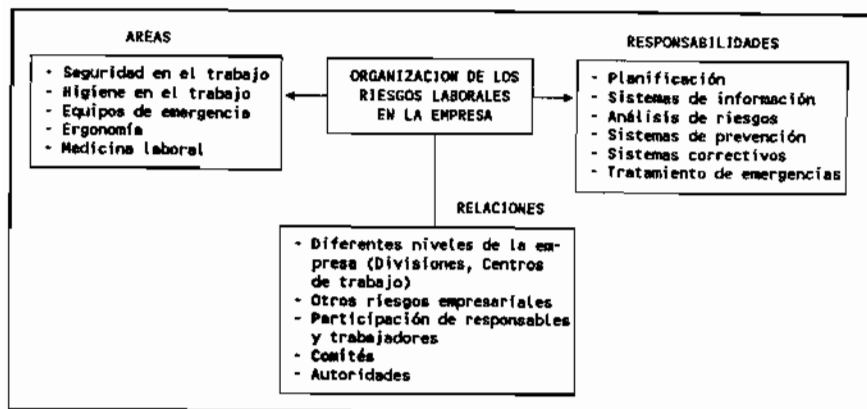 AREAS
- Seguridad en el trabajo
- Higiene en el trabajo
- Equipos de emergencia
- Ergonomía
- Medicina laboral
ORGANIZACION DE LOS
RIESGOS LABORALES
EN LA EMPRESA
RESPONSABILIDADES
- Planificación
- Sistemas de información
- Análisis de riesgos
- Sistemas de prevención
- Sistemas correctivos
- Tratamiento de emergencias
RELACIONES
- Diferentes niveles de la em-
presa (Divisiones, Centros
de trabajo)
- Otros riesgos empresariales
- Participación de responsables
y trabajadores
- Comités
- Autoridades